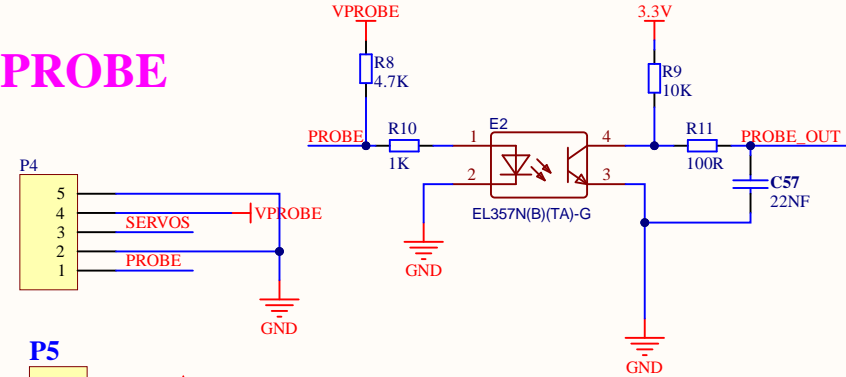 PROBE
VPROBE
R8
4.7K
PROBE
R10
1K
E2
1
2
4
3
EL357N(B)(TA)-G
3.3V
R9
10K
R11
100R
PROBE_OUT
C57
22NF
GND
GND
P4
5
4
3
2
1
VPROBE
SERVOS
PROBE
GND
P5